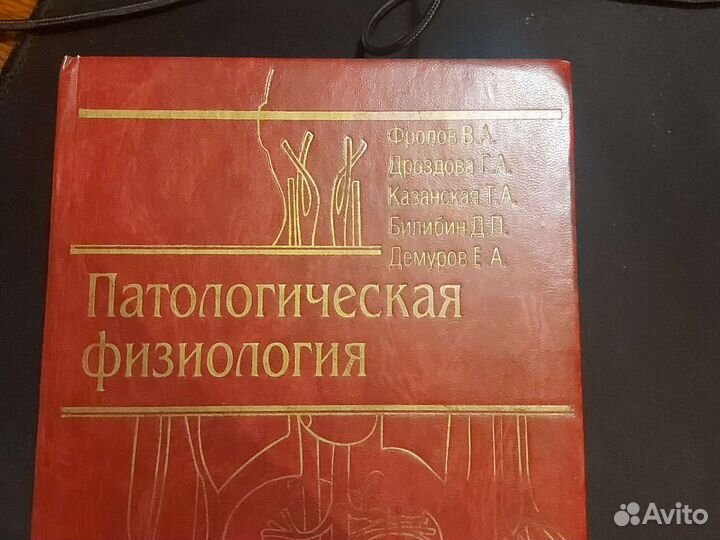 Фролов В.А.
Дроздова Г.А.
Казанская Т.А.
Билибин Д.П.
Демуров Е.А.
Патологическая
физиология
Avito